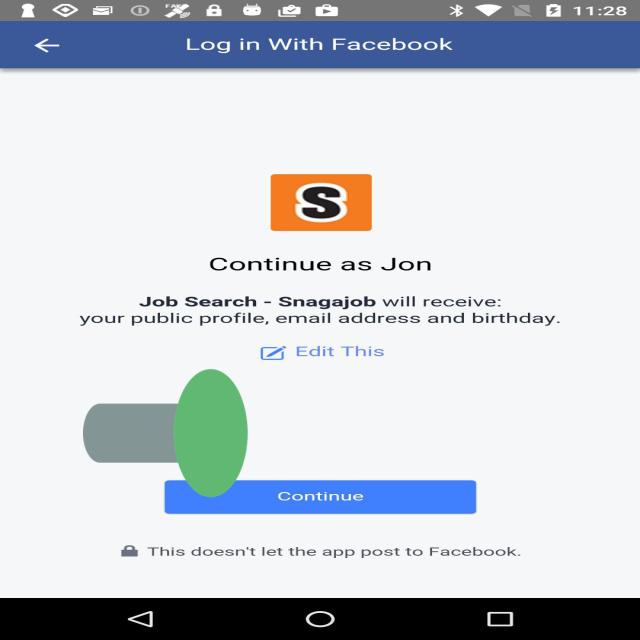 11:28
Log in With Facebook
S
Continue as Jon
Job Search - Snagajob will receive:
your public profile, email address and birthday.
Edit This
Continue
This doesn't let the app post to Facebook.